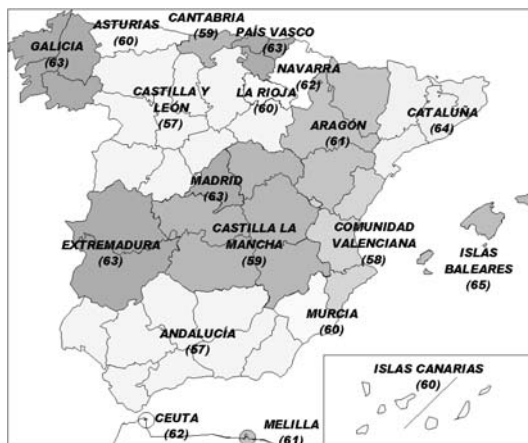 CANTABRIA
(59)
ASTURIAS
(60)
PAÍS VASCO
(63)
GALICIA
(63)
NAVARRA
(62)
CASTILLA Y
LEÓN
(57)
LA RIOJA
(60)
CATALUÑA
(64)
ARAGÓN
(61)
MADRID
(63)
EXTREMADURA
(63)
CASTILLA LA
MANCHA
(59)
COMUNIDAD
VALENCIANA
(58)
ISLAS
BALEARES
(65)
MURCIA
(60)
ANDALUCÍA
(57)
ISLAS CANARIAS
(60)
CEUTA
(62)
MELILLA
(61)